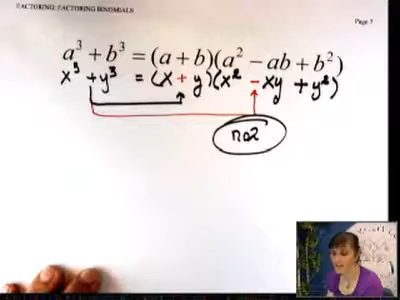 FACTORING: FACTORING BINOMIALS
Page 7
a³ + b³ = (a + b)(a² − ab + b²)
x³ + y³ = (x + y)(x² − xy + y²)
no2